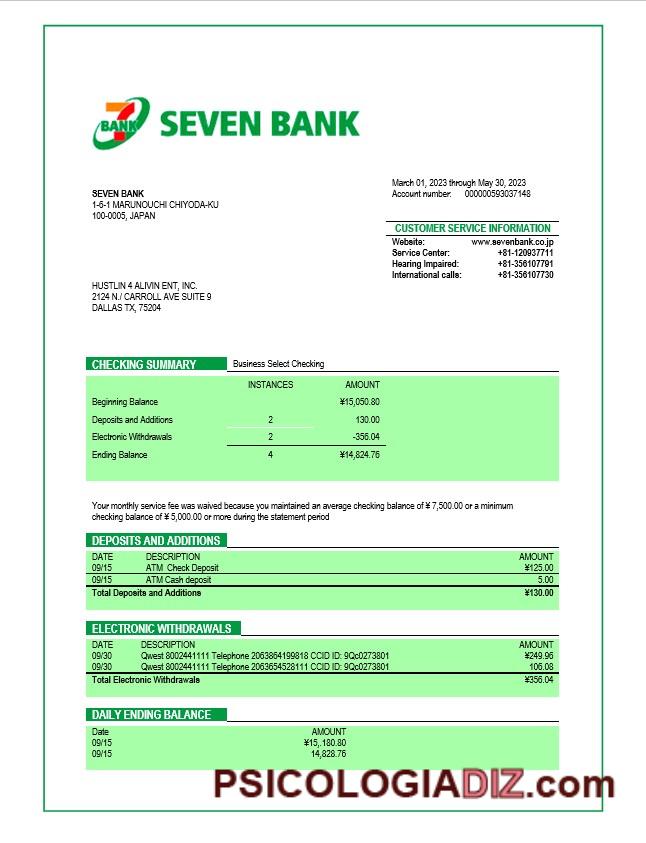 7
BANK SEVEN BANK
March 01, 2023 through May 30, 2023
Account number: 000000593037148
SEVEN BANK
1-6-1 MARUNOUCHI CHIYODA-KU
100-0005, JAPAN
CUSTOMER SERVICE INFORMATION
Website: www.sevenbank.co.jp
Service Center: +81-120937711
Hearing Impaired: +81-356107791
International calls: +81-356107730
HUSTLIN 4 ALIVIN ENT, INC.
2124 N./ CARROLL AVE SUITE 9
DALLAS TX, 75204
CHECKING SUMMARY Business Select Checking
INSTANCES AMOUNT
Beginning Balance ¥15,050.80
Deposits and Additions 2 130.00
Electronic Withdrawals 2 -356.04
Ending Balance 4 ¥14,824.76
Your monthly service fee was waived because you maintained an average checking balance of ¥ 7,500.00 or a minimum
checking balance of ¥ 5,000.00 or more during the statement period
DEPOSITS AND ADDITIONS
DATE DESCRIPTION AMOUNT
09/15 ATM Check Deposit ¥125.00
09/15 ATM Cash deposit 5.00
Total Deposits and Additions ¥130.00
ELECTRONIC WITHDRAWALS
DATE DESCRIPTION AMOUNT
09/30 Qwest 8002441111 Telephone 2063864199818 CCID ID: 9Qc0273801 ¥249.96
09/30 Qwest 8002441111 Telephone 2063654528111 CCID ID: 9Qc0273801 106.08
Total Electronic Withdrawals ¥356.04
DAILY ENDING BALANCE
Date AMOUNT
09/15 ¥15,.180.80
09/15 14,828.76
PSICOLOGIADIZ.com